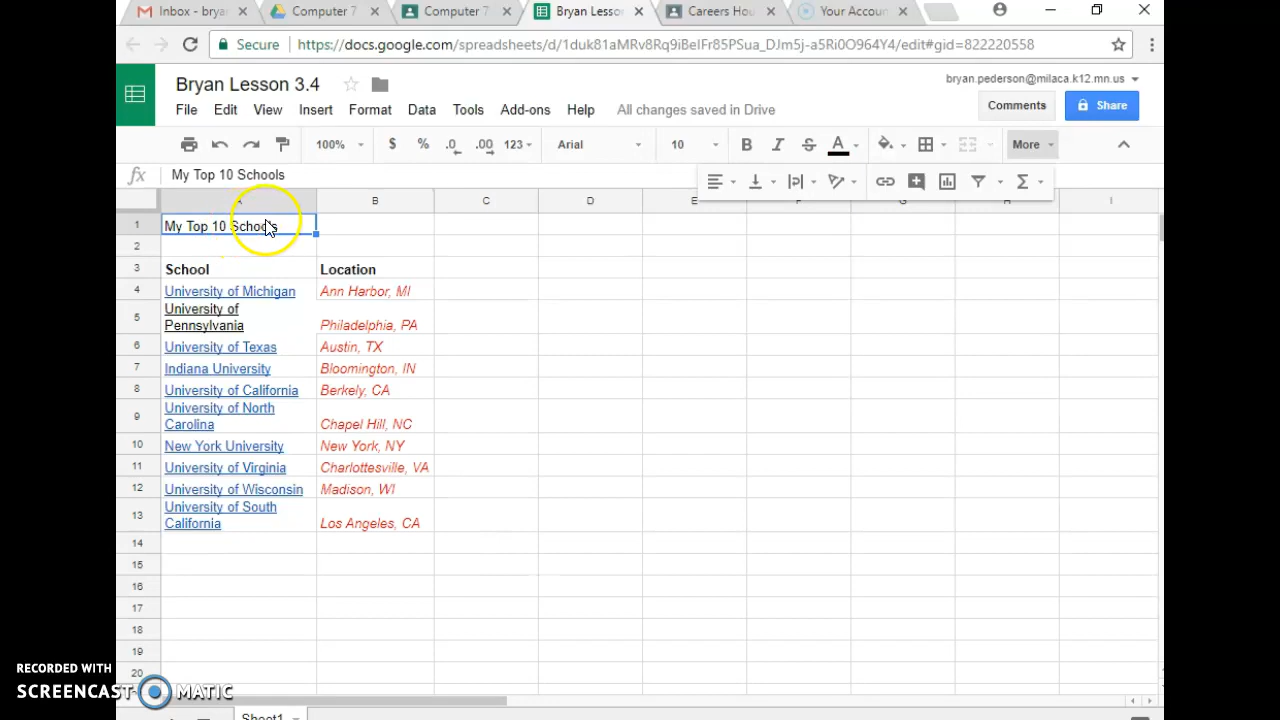 Inbox - bryan
Computer 7
Computer 7
Bryan Lesso
Careers Hou
Your Accoun
Secure https://docs.google.com/spreadsheets/d/1duk81aMRv8Rq9iBeIFr85PSua_DJm5j-a5Ri0O964Y4/edit#gid=822220558
Bryan Lesson 3.4
bryan.pederson@milaca.k12.mn.us
File Edit View Insert Format Data Tools Add-ons Help All changes saved in Drive
Comments Share
100% $ % .0 .00 123 Arial 10 B I S A More
fx My Top 10 Schools
A B C D E F G H I
1 My Top 10 Schools
2
3 School Location
4 University of Michigan Ann Harbor, MI
5 University of
Pennsylvania Philadelphia, PA
6 University of Texas Austin, TX
7 Indiana University Bloomington, IN
8 University of California Berkely, CA
9 University of North
Carolina Chapel Hill, NC
10 New York University New York, NY
11 University of Virginia Charlottesville, VA
12 University of Wisconsin Madison, WI
13 University of South
California Los Angeles, CA
14
15
16
17
18
19
20
RECORDED WITH
SCREENCAST MATIC
Sheet1